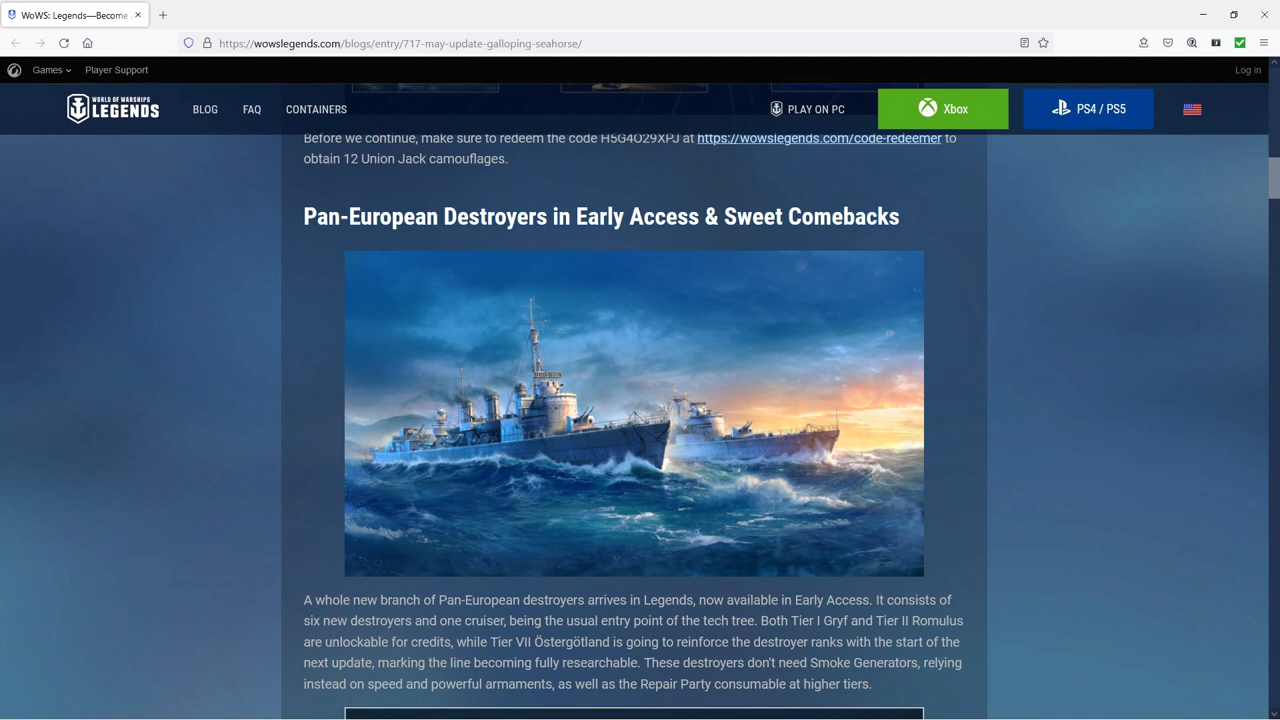 WoWS: Legends—Become
https://wowslegends.com/blogs/entry/717-may-update-galloping-seahorse/
Games
Player Support
Log in
WORLD OF WARSHIPS
LEGENDS
BLOG
FAQ
CONTAINERS
PLAY ON PC
Xbox
PS4 / PS5
Before we continue, make sure to redeem the code H5G4O29XPJ at https://wowslegends.com/code-redeemer to
obtain 12 Union Jack camouflages.
Pan-European Destroyers in Early Access & Sweet Comebacks
A whole new branch of Pan-European destroyers arrives in Legends, now available in Early Access. It consists of
six new destroyers and one cruiser, being the usual entry point of the tech tree. Both Tier I Gryf and Tier II Romulus
are unlockable for credits, while Tier VII Östergötland is going to reinforce the destroyer ranks with the start of the
next update, marking the line becoming fully researchable. These destroyers don't need Smoke Generators, relying
instead on speed and powerful armaments, as well as the Repair Party consumable at higher tiers.